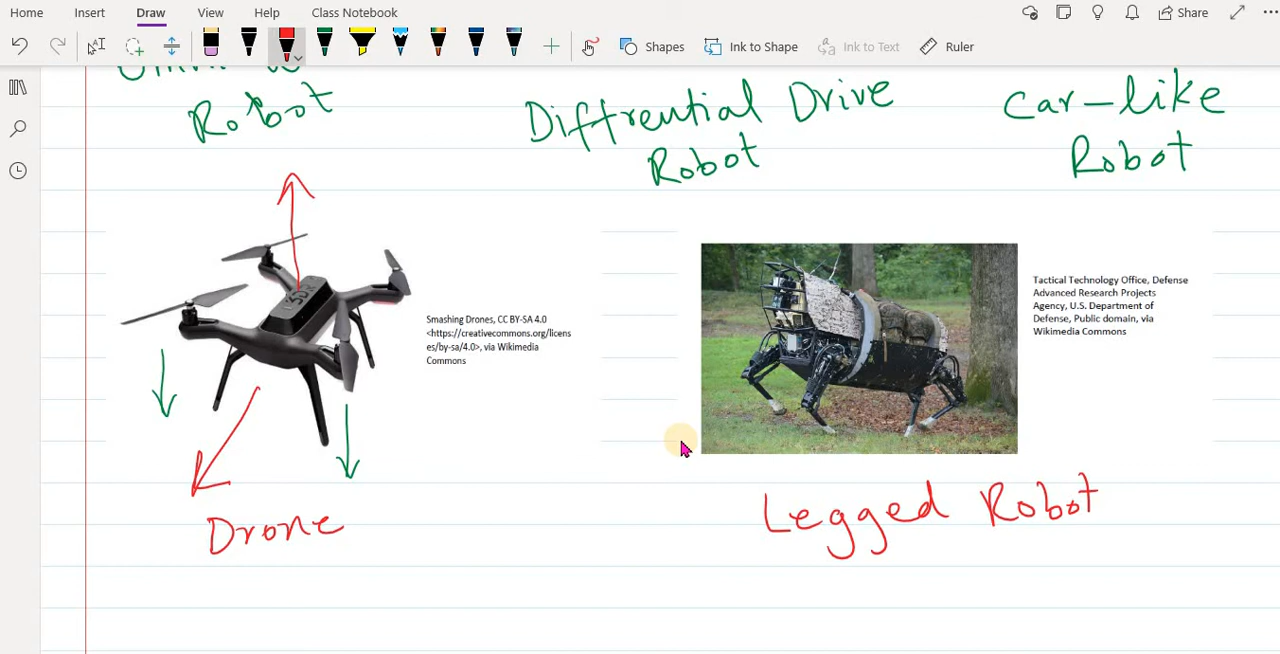 Home Insert Draw View Help Class Notebook Share
Shapes Ink to Shape Ink to Text Ruler
Robot
Diffrential Drive
Robot
Car-like
Robot
3DR
Smashing Drones, CC BY-SA 4.0
<https://creativecommons.org/licens
es/by-sa/4.0>, via Wikimedia
Commons
Tactical Technology Office, Defense
Advanced Research Projects
Agency, U.S. Department of
Defense, Public domain, via
Wikimedia Commons
Drone
Legged Robot